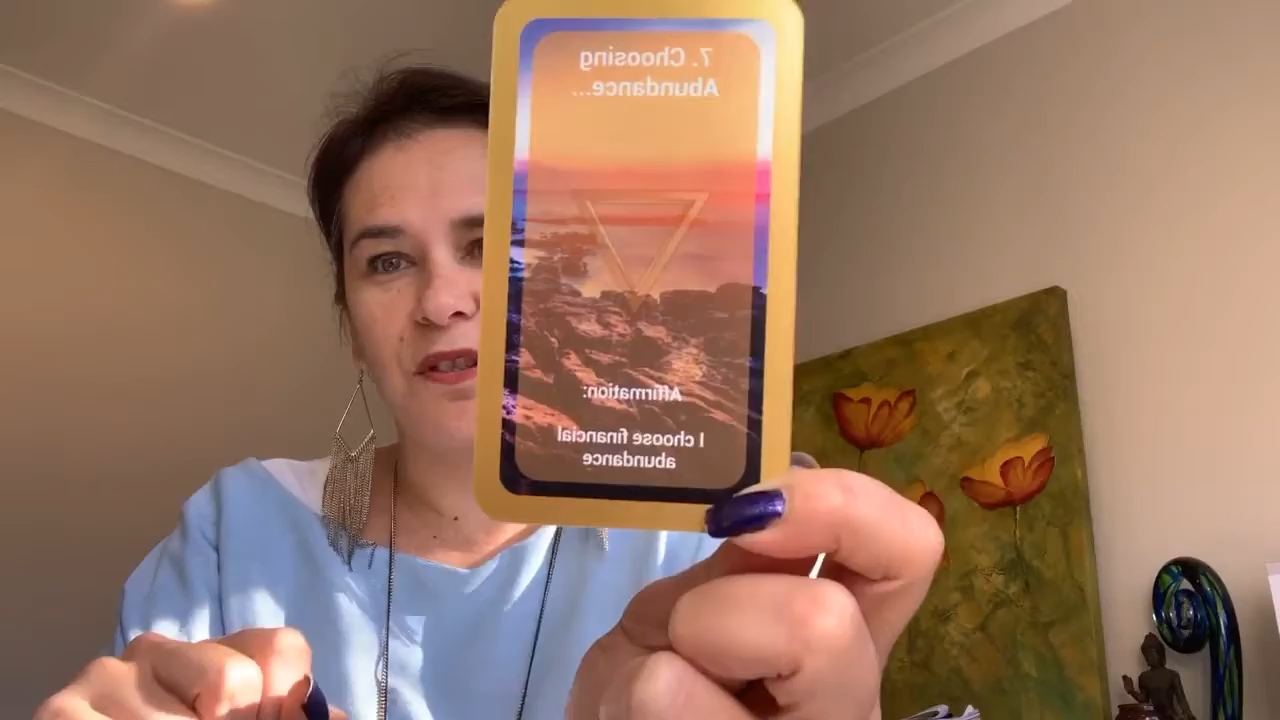 7. Choosing
Abundance...
Affirmation:
I choose financial
abundance